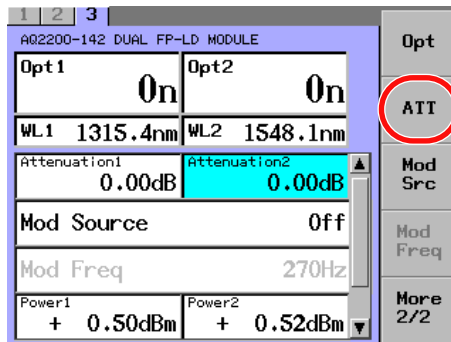 1 2 3
AQ2200-142 DUAL FP-LD MODULE
Opt1 On Opt2 On
WL1 1315.4nm WL2 1548.1nm
Attenuation1 Attenuation2
0.00dB 0.00dB
Mod Source Off
Mod Freq 270Hz
Power1 Power2
+ 0.50dBm + 0.52dBm
Opt
ATT
Mod
Src
Mod
Freq
More
2/2